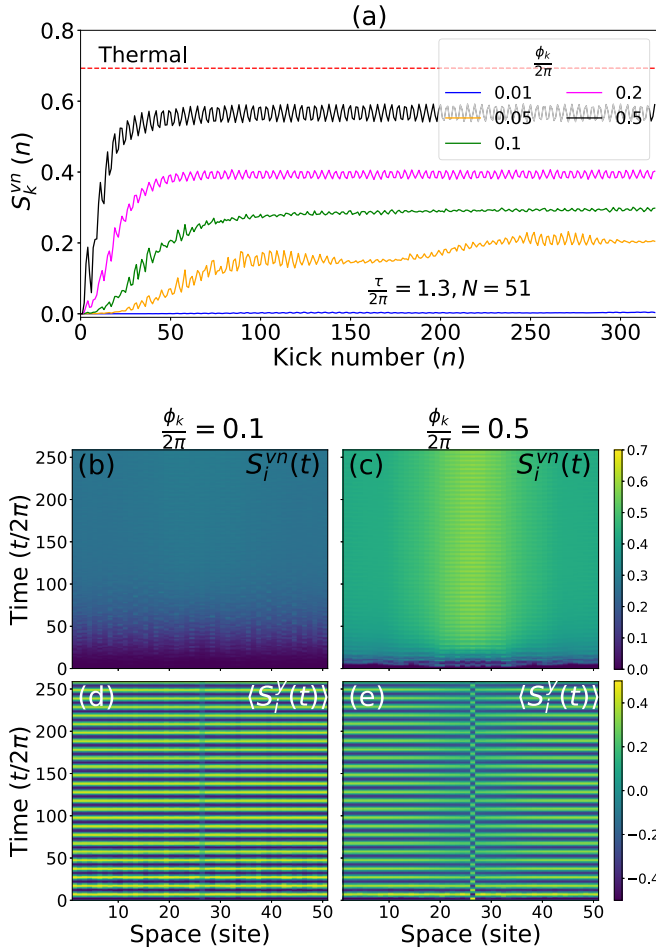 (a)
0.8
Thermal
ϕ_k/2π
0.01 0.2
0.05 0.5
0.1
0.6
0.4
0.2
0.0
S_k^{vn}(n)
τ/2π = 1.3, N = 51
0 50 100 150 200 250 300
Kick number (n)
ϕ_k/2π = 0.1 ϕ_k/2π = 0.5
(b) S_i^{vn}(t) (c) S_i^{vn}(t)
250
200
150
100
50
0
Time (t/2π)
0.7
0.6
0.5
0.4
0.3
0.2
0.1
0.0
(d) ⟨S_i^y(t)⟩ (e) ⟨S_i^y(t)⟩
250
200
150
100
50
0
Time (t/2π)
0.4
0.2
0.0
−0.2
−0.4
10 20 30 40 50 10 20 30 40 50
Space (site) Space (site)